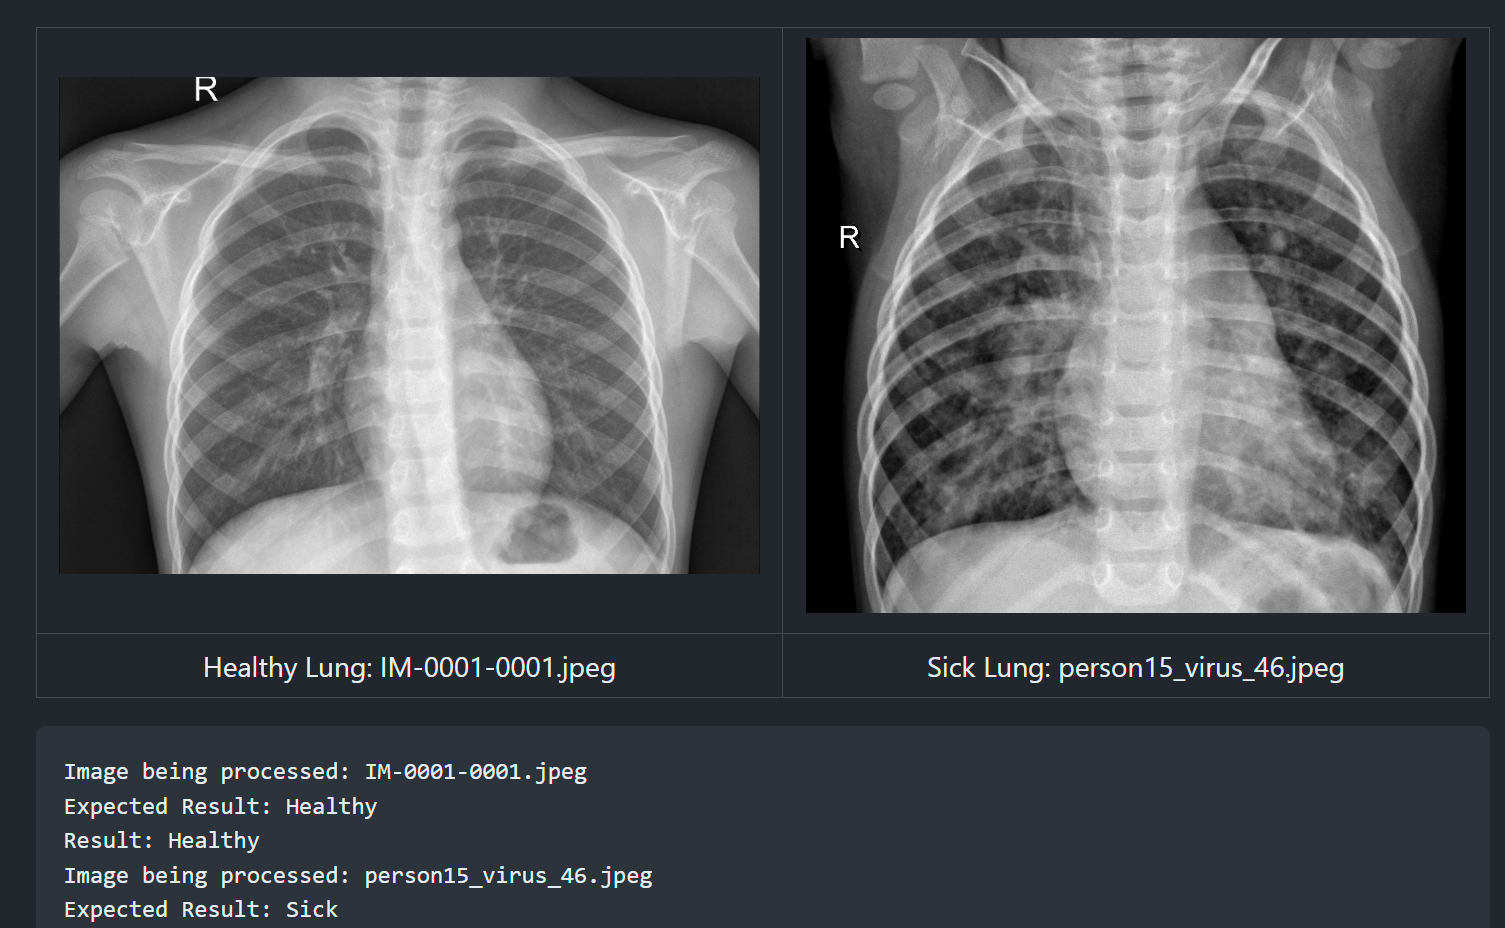 R
R
Healthy Lung: IM-0001-0001.jpeg
Sick Lung: person15_virus_46.jpeg
Image being processed: IM-0001-0001.jpeg
Expected Result: Healthy
Result: Healthy
Image being processed: person15_virus_46.jpeg
Expected Result: Sick